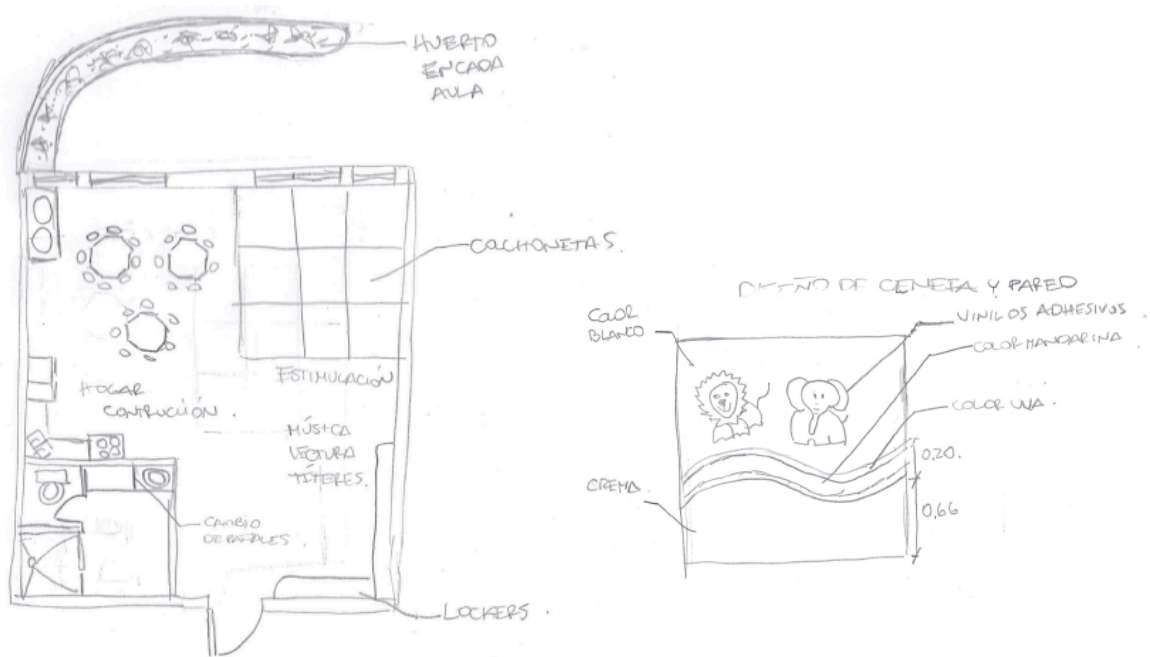 HUERTO
EN CADA
AULA
COLCHONETAS.
HOGAR
CONTRUCCIÓN.
ESTIMULACIÓN
MÚSICA
LECTURA
TÍTERES.
CAMBIO
DE PAÑALES.
LOCKERS.
DISEÑO DE CENEFA Y PARED
COLOR
BLANCO
VINILOS ADHESIVOS.
COLOR MANDARINA.
COLOR UVA.
0,20.
CREMA.
0,66